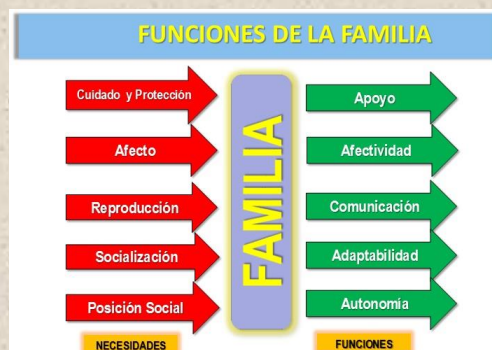 FUNCIONES DE LA FAMILIA
Cuidado y Protección
Afecto
Reproducción
Socialización
Posición Social
NECESIDADES
FAMILIA
Apoyo
Afectividad
Comunicación
Adaptabilidad
Autonomía
FUNCIONES